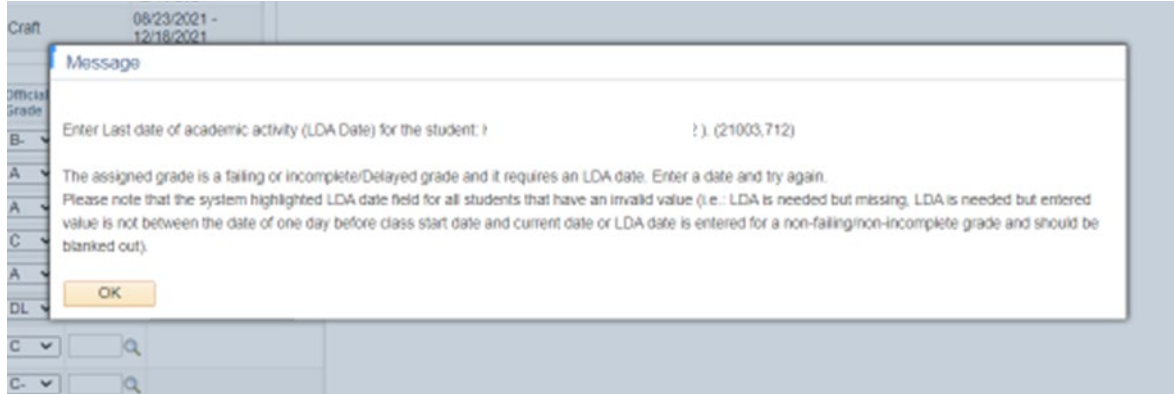 Craft
08/23/2021 -
12/18/2021
Message
Official
Grade
Enter Last date of academic activity (LDA Date) for the student: ). (21003,712)
B-
The assigned grade is a failing or incomplete/Delayed grade and it requires an LDA date. Enter a date and try again.
A
Please note that the system highlighted LDA date field for all students that have an invalid value (i.e.: LDA is needed but missing, LDA is needed but entered
A
value is not between the date of one day before class start date and current date or LDA date is entered for a non-failing/non-incomplete grade and should be
C
blanked out).
A
OK
DL
C
C-